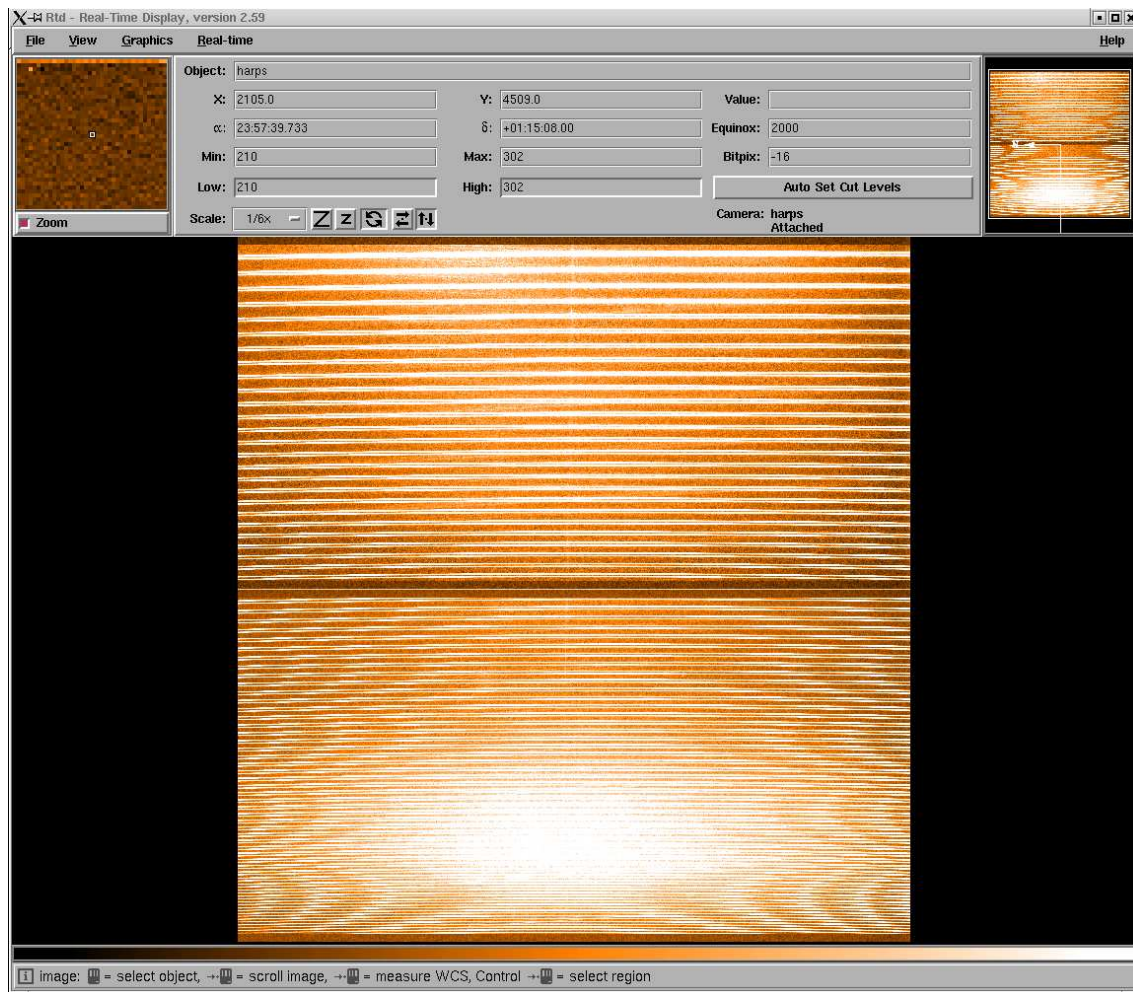 Rtd - Real-Time Display, version 2.59
File View Graphics Real-time Help
Object: harps
X: 2105.0 Y: 4509.0 Value:
α: 23:57:39.733 δ: +01:15:08.00 Equinox: 2000
Min: 210 Max: 302 Bitpix: -16
Low: 210 High: 302 Auto Set Cut Levels
Zoom Scale: 1/6x Z z Camera: harps
Attached
image: = select object, = scroll image, = measure WCS, Control = select region